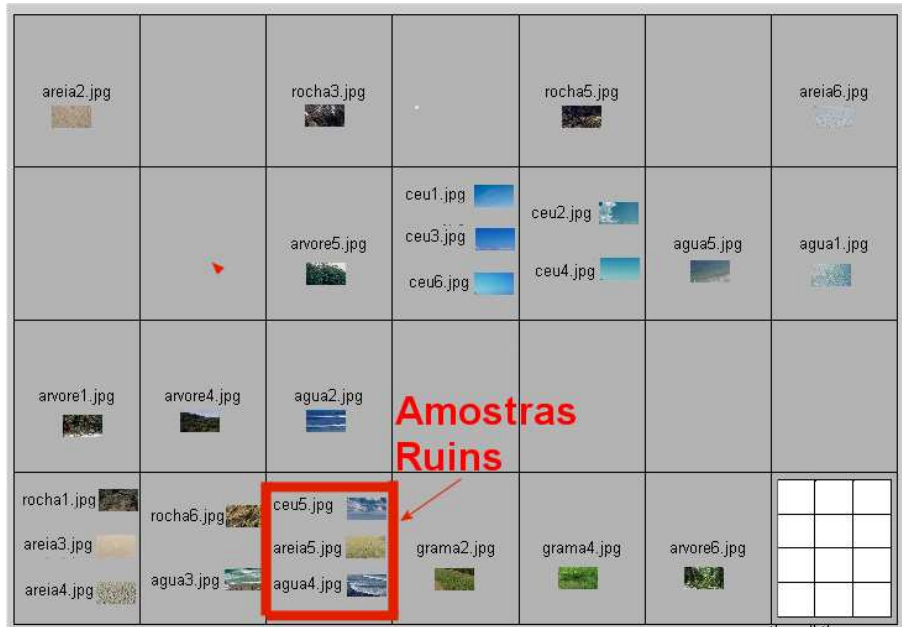 areia2.jpg
rocha3.jpg
rocha5.jpg
areia6.jpg
arvore5.jpg
ceu1.jpg
ceu3.jpg
ceu6.jpg
ceu2.jpg
ceu4.jpg
agua5.jpg
agua1.jpg
arvore1.jpg
arvore4.jpg
agua2.jpg
Amostras
Ruins
rocha1.jpg
areia3.jpg
areia4.jpg
rocha6.jpg
agua3.jpg
ceu5.jpg
areia5.jpg
agua4.jpg
grama2.jpg
grama4.jpg
arvore6.jpg